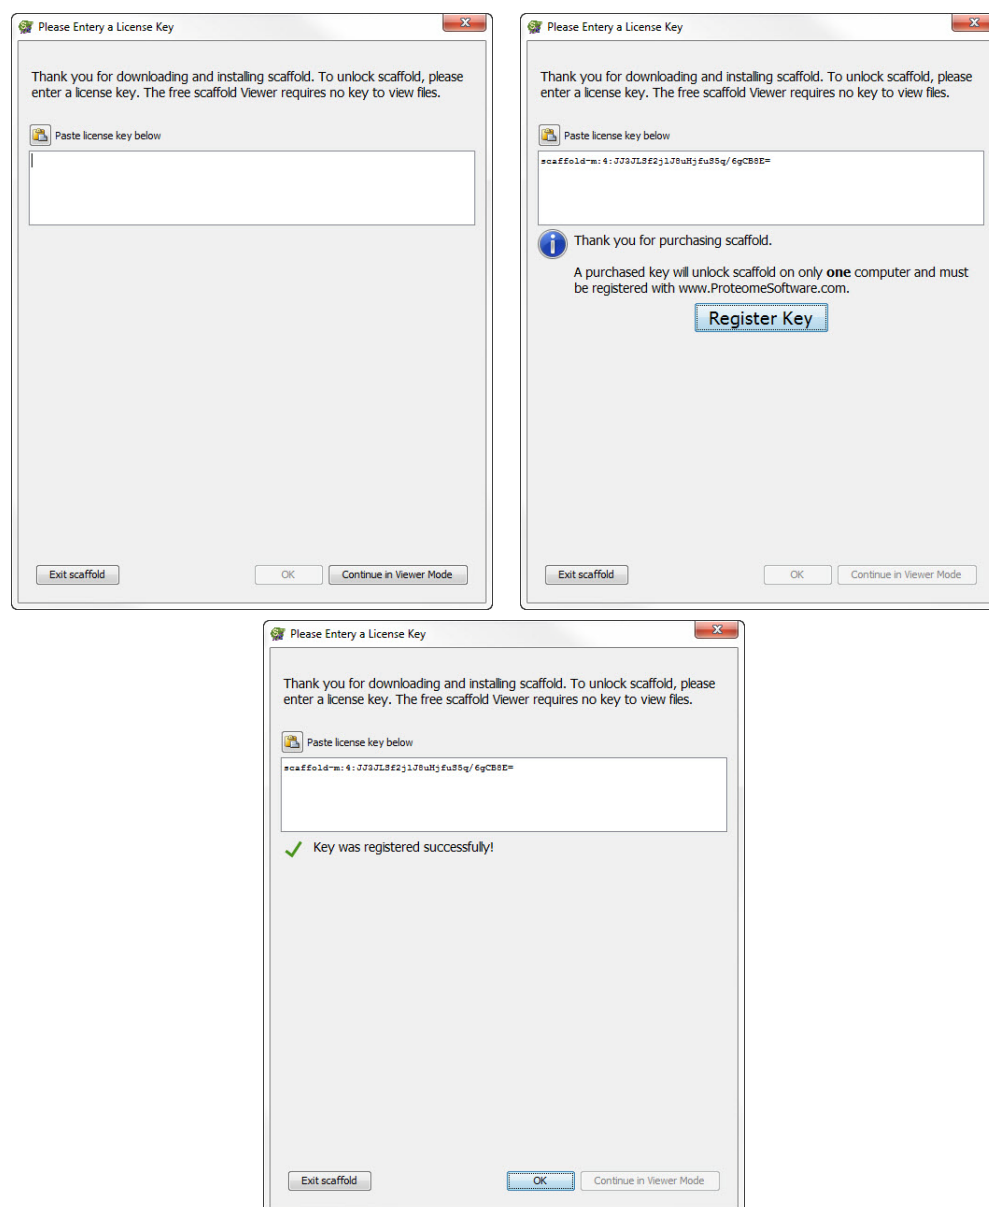 Please Entery a License Key
Thank you for downloading and installing scaffold. To unlock scaffold, please
enter a license key. The free scaffold Viewer requires no key to view files.
Paste license key below
Exit scaffold
OK
Continue in Viewer Mode
Please Entery a License Key
Thank you for downloading and installing scaffold. To unlock scaffold, please
enter a license key. The free scaffold Viewer requires no key to view files.
Paste license key below
scaffold-m:4:JJ3JLSf2j1J8uHjfuS5q/6gCB8E=
Thank you for purchasing scaffold.
A purchased key will unlock scaffold on only one computer and must
be registered with www.ProteomeSoftware.com.
Register Key
Exit scaffold
OK
Continue in Viewer Mode
Please Entery a License Key
Thank you for downloading and installing scaffold. To unlock scaffold, please
enter a license key. The free scaffold Viewer requires no key to view files.
Paste license key below
scaffold-m:4:JJ3JLSf2j1J8uHjfuS5q/6gCB8E=
Key was registered successfully!
Exit scaffold
OK
Continue in Viewer Mode